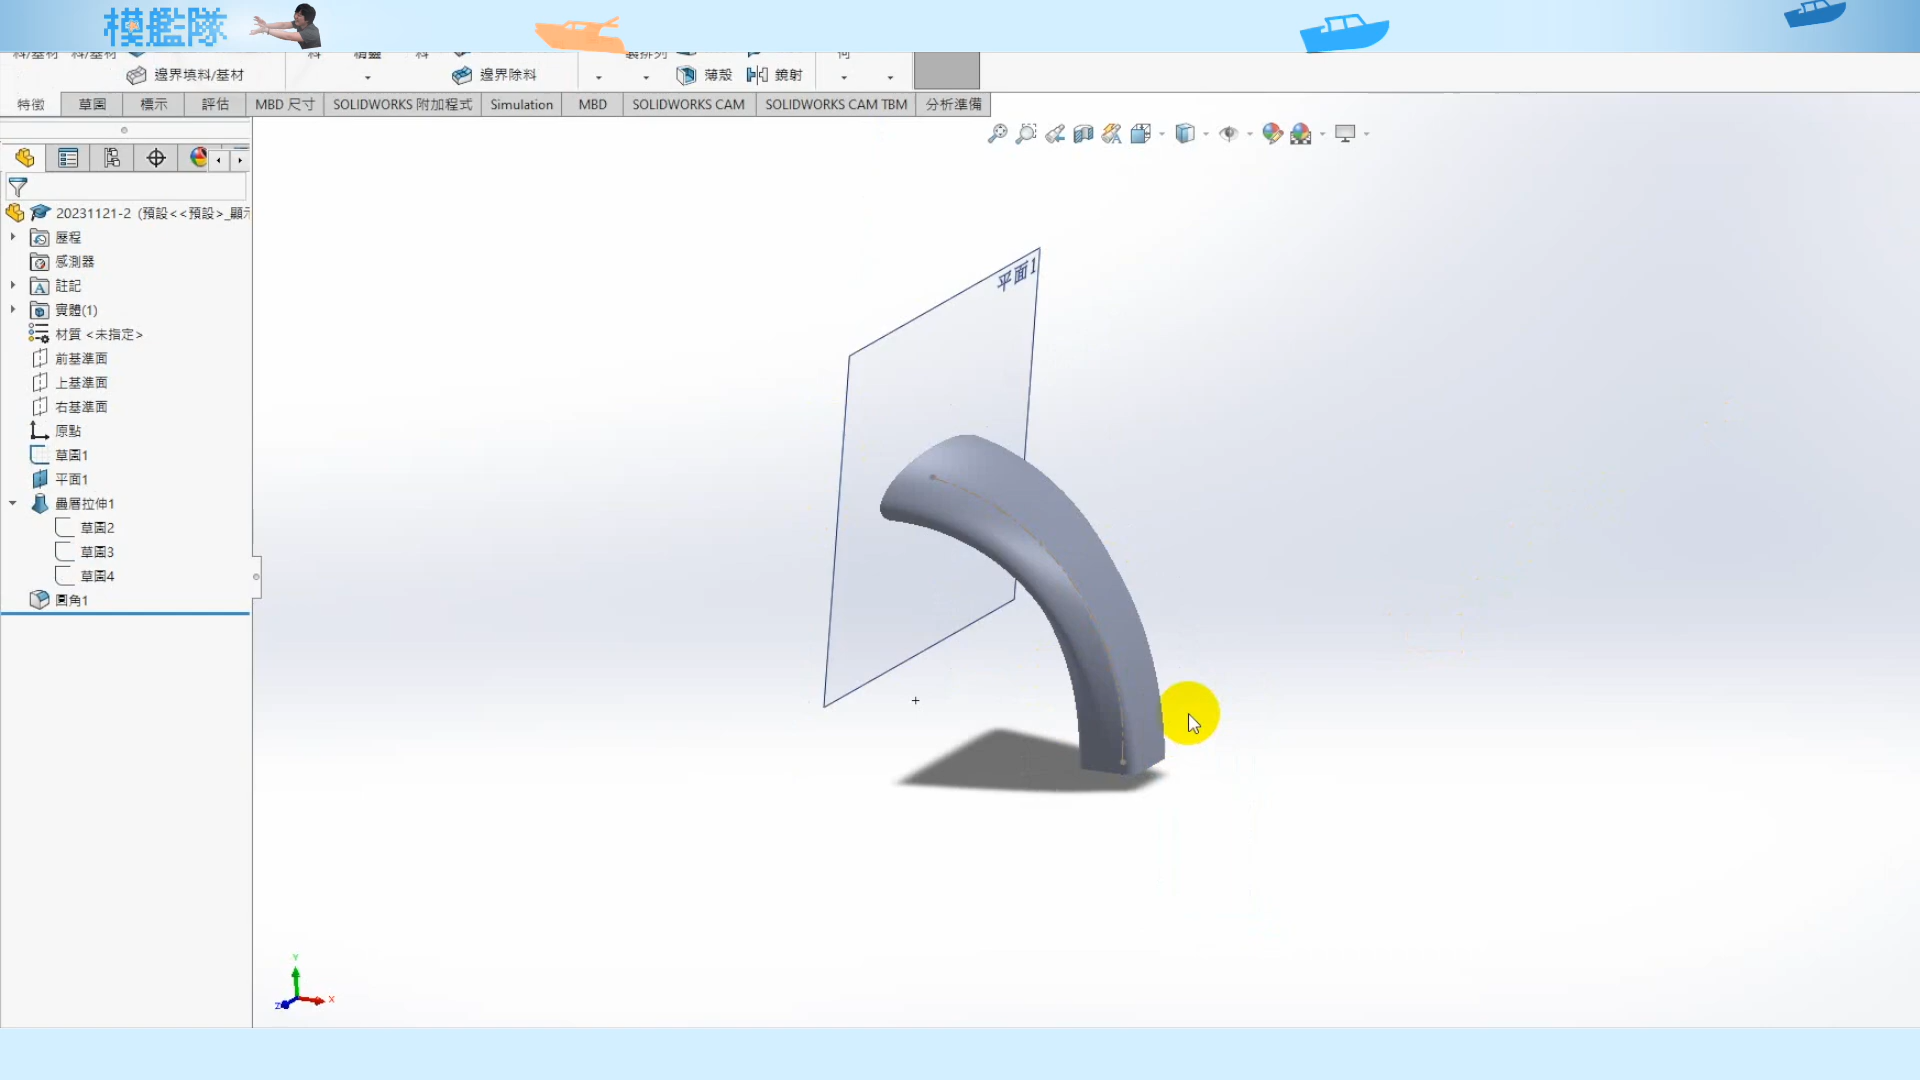 模艦隊
邊界填料/基材
邊界除料
薄殼
鏡射
特徵
草圖
標示
評估
MBD 尺寸
SOLIDWORKS 附加程式
Simulation
MBD
SOLIDWORKS CAM
SOLIDWORKS CAM TBM
分析準備
20231121-2 (預設<<預設>_顯示
歷程
感測器
註記
實體(1)
材質 <未指定>
前基準面
上基準面
右基準面
原點
草圖1
平面1
疊層拉伸1
草圖2
草圖3
草圖4
圓角1
平面1
Y
X
Z